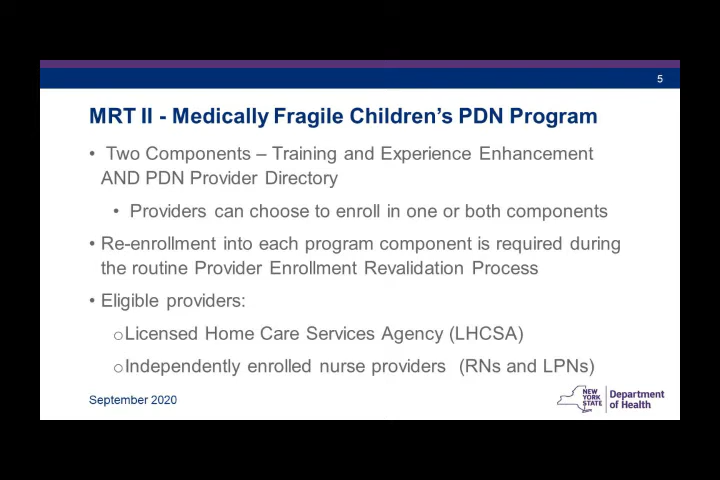 5
MRT II - Medically Fragile Children's PDN Program
• Two Components – Training and Experience Enhancement
AND PDN Provider Directory
• Providers can choose to enroll in one or both components
• Re-enrollment into each program component is required during
the routine Provider Enrollment Revalidation Process
• Eligible providers:
oLicensed Home Care Services Agency (LHCSA)
oIndependently enrolled nurse providers (RNs and LPNs)
September 2020
NEW
YORK
STATE
Department
of Health